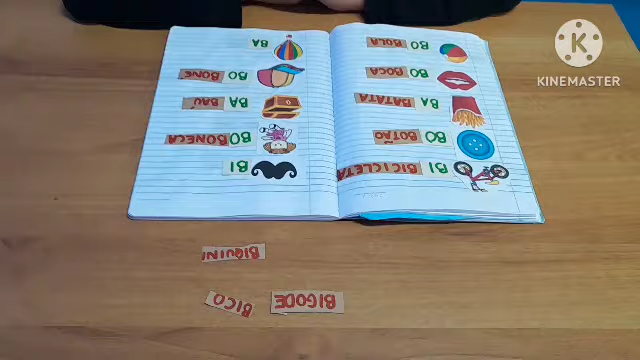 BIGODE BICO
BIQUINI
BI BICICLETA
BO BOTÃO
BA BATATA
BO BOCA
BO BOLA
BI
BO BONECA
BA BAÚ
BO BONE
BA
KINEMASTER